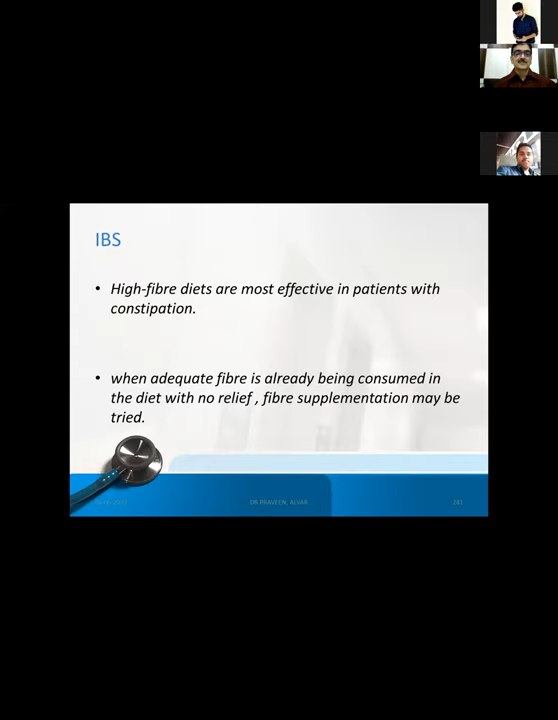 IBS
• High-fibre diets are most effective in patients with
constipation.
• when adequate fibre is already being consumed in
the diet with no relief , fibre supplementation may be
tried.
DR PRAVEEN, ALVAR
241